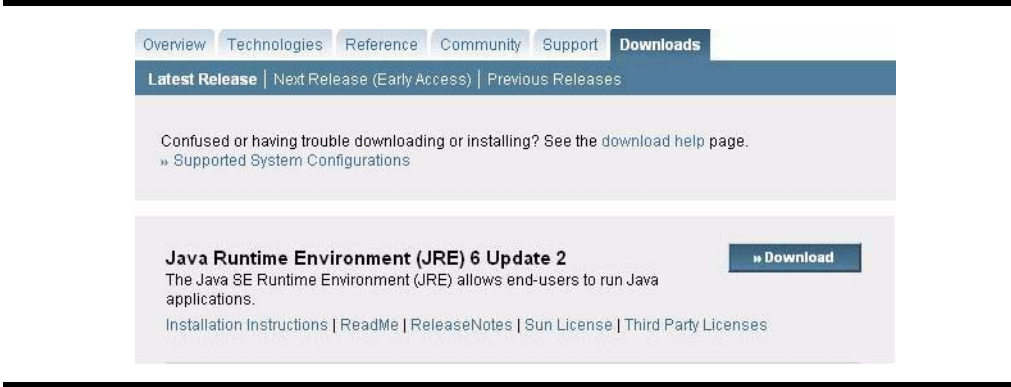 Overview Technologies Reference Community Support Downloads
Latest Release | Next Release (Early Access) | Previous Releases
Confused or having trouble downloading or installing? See the download help page.
» Supported System Configurations
Java Runtime Environment (JRE) 6 Update 2
» Download
The Java SE Runtime Environment (JRE) allows end-users to run Java
applications.
Installation Instructions | ReadMe | ReleaseNotes | Sun License | Third Party Licenses